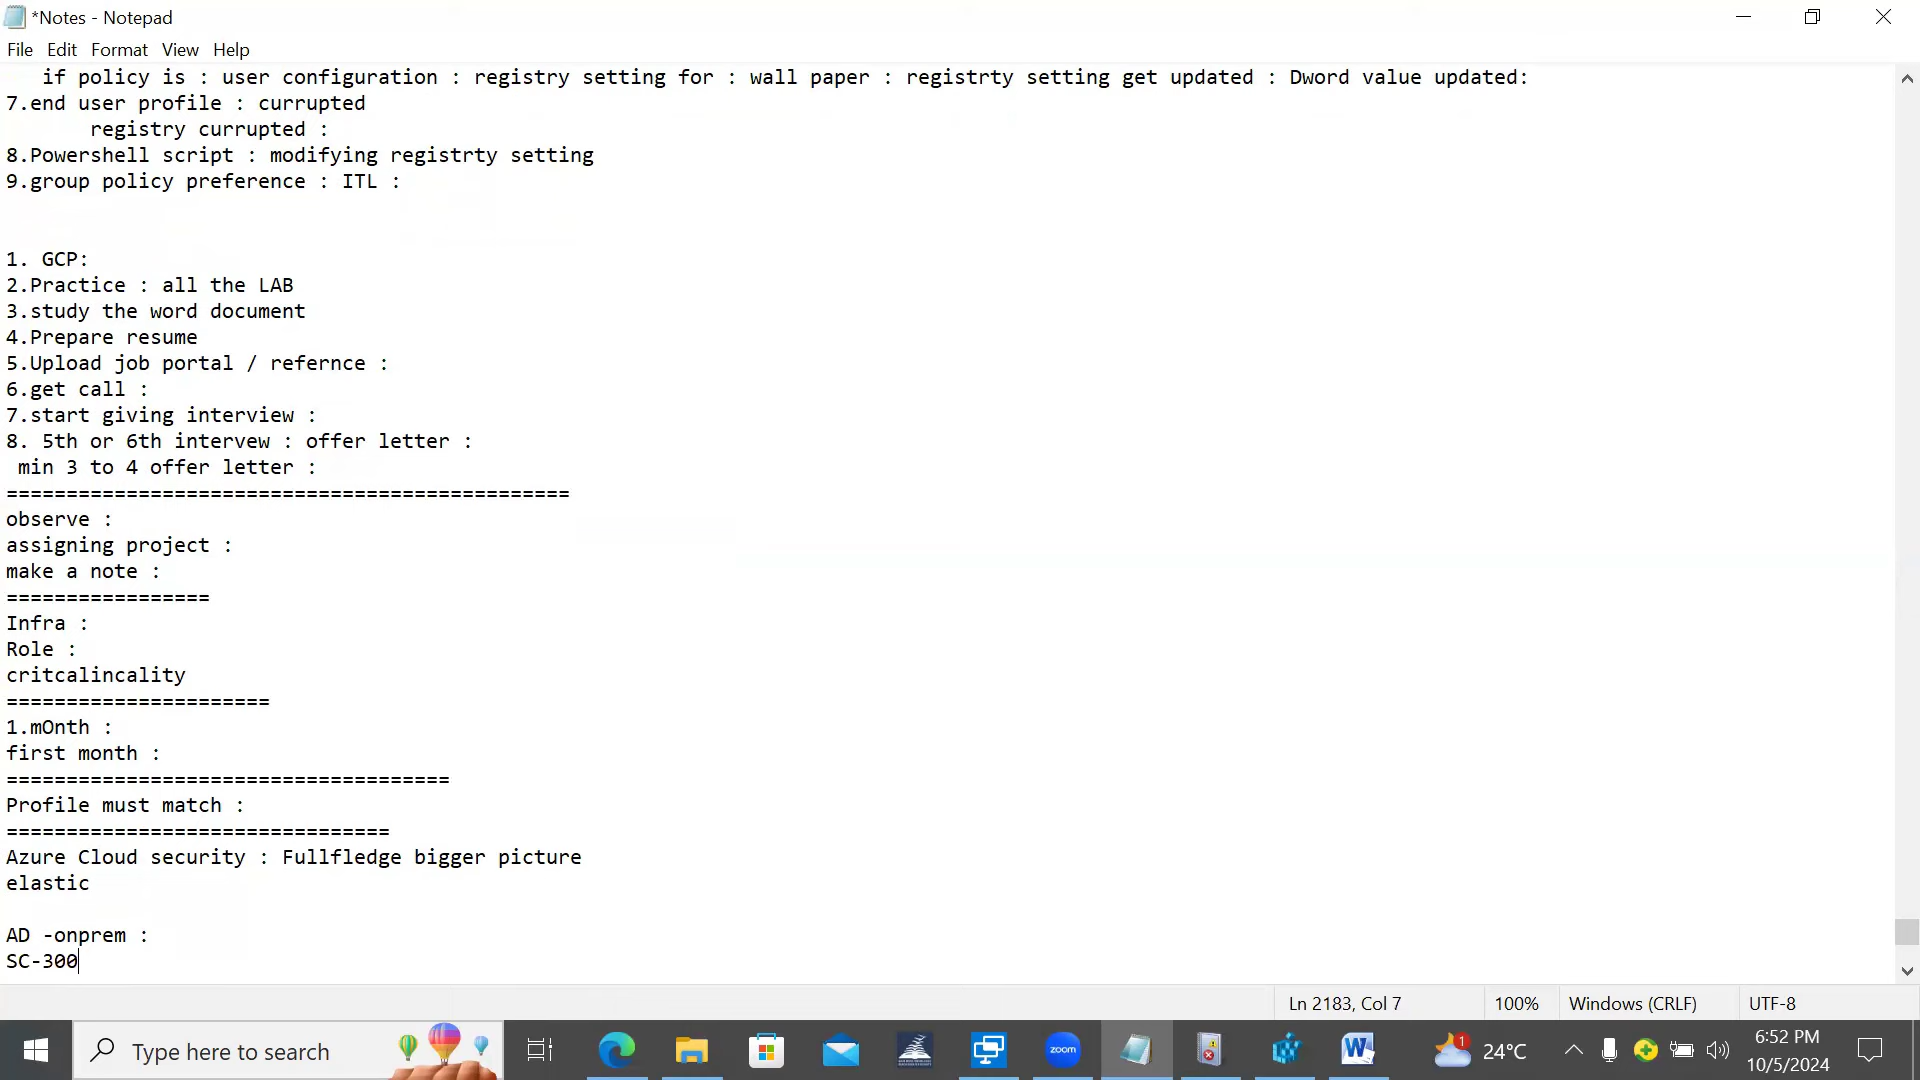 *Notes - Notepad
File Edit Format View Help
if policy is : user configuration : registry setting for : wall paper : registrty setting get updated : Dword value updated:
7.end user profile : currupted
registry currupted :
8.Powershell script : modifying registrty setting
9.group policy preference : ITL :
1. GCP:
2.Practice : all the LAB
3.study the word document
4.Prepare resume
5.Upload job portal / refernce :
6.get call :
7.start giving interview :
8. 5th or 6th intervew : offer letter :
min 3 to 4 offer letter :
===============================================
observe :
assigning project :
make a note :
=================
Infra :
Role :
critcalincality
======================
1.mOnth :
first month :
=====================================
Profile must match :
================================
Azure Cloud security : Fullfledge bigger picture
elastic
AD -onprem :
SC-300
Ln 2183, Col 7 100% Windows (CRLF) UTF-8
Type here to search zoom W 1 24°C 6:52 PM
10/5/2024